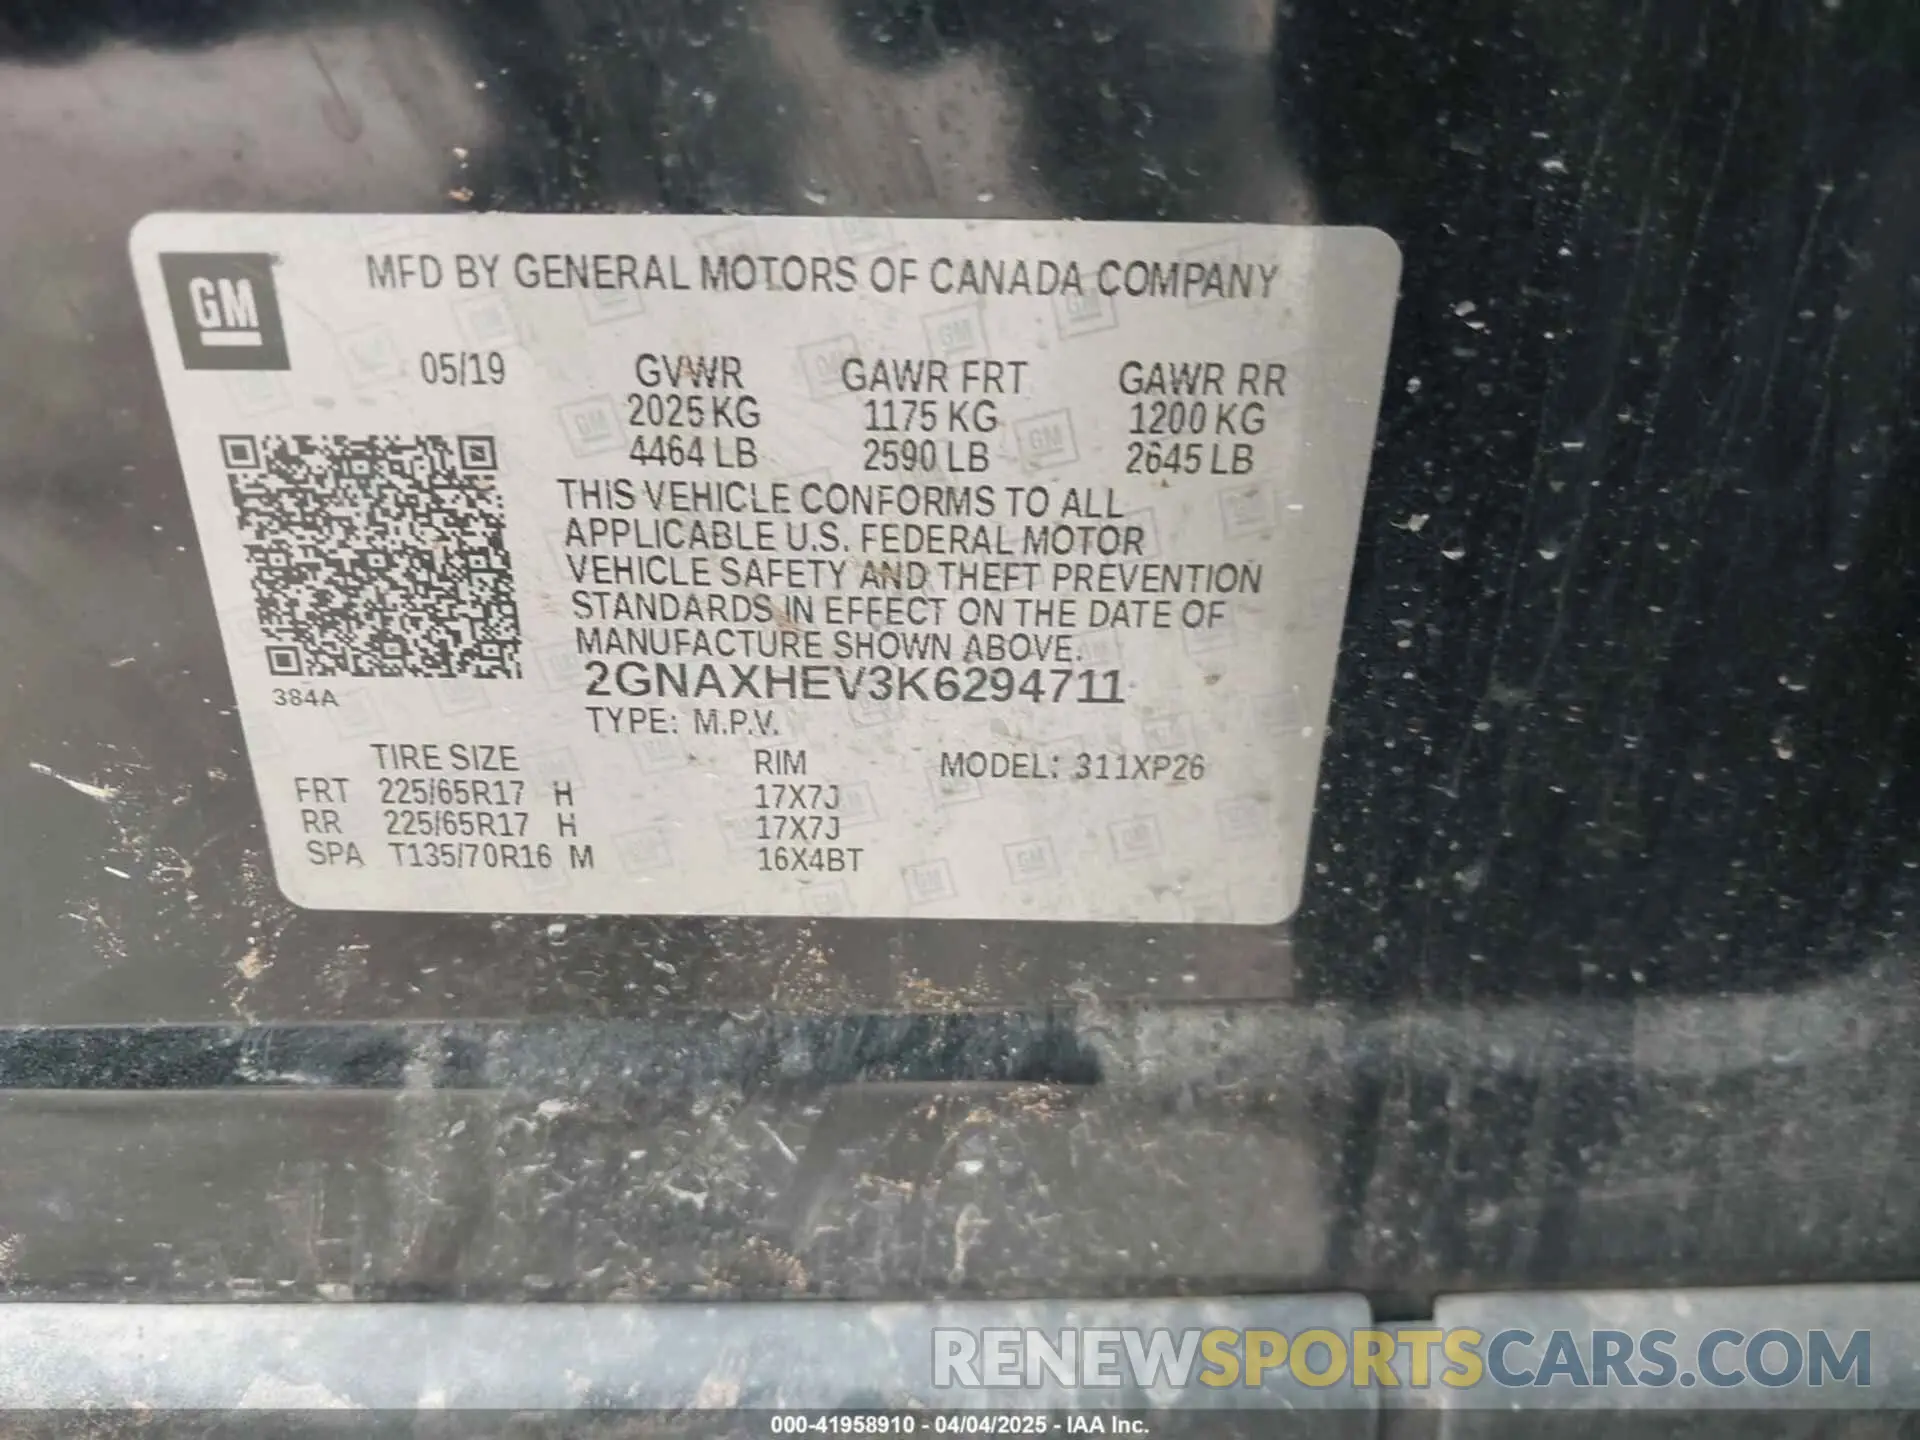 GM
MFD BY GENERAL MOTORS OF CANADA COMPANY
05/19 GVWR GAWR FRT GAWR RR
2025 KG 1175 KG 1200 KG
4464 LB 2590 LB 2645 LB
THIS VEHICLE CONFORMS TO ALL
APPLICABLE U.S. FEDERAL MOTOR
VEHICLE SAFETY AND THEFT PREVENTION
STANDARDS IN EFFECT ON THE DATE OF
MANUFACTURE SHOWN ABOVE.
384A
2GNAXHEV3K6294711
TYPE: M.P.V.
TIRE SIZE RIM MODEL: 311XP26
FRT 225/65R17 H 17X7J
RR 225/65R17 H 17X7J
SPA T135/70R16 M 16X4BT
RENEWSPORTSCARS.COM
000-41958910 - 04/04/2025 - IAA Inc.